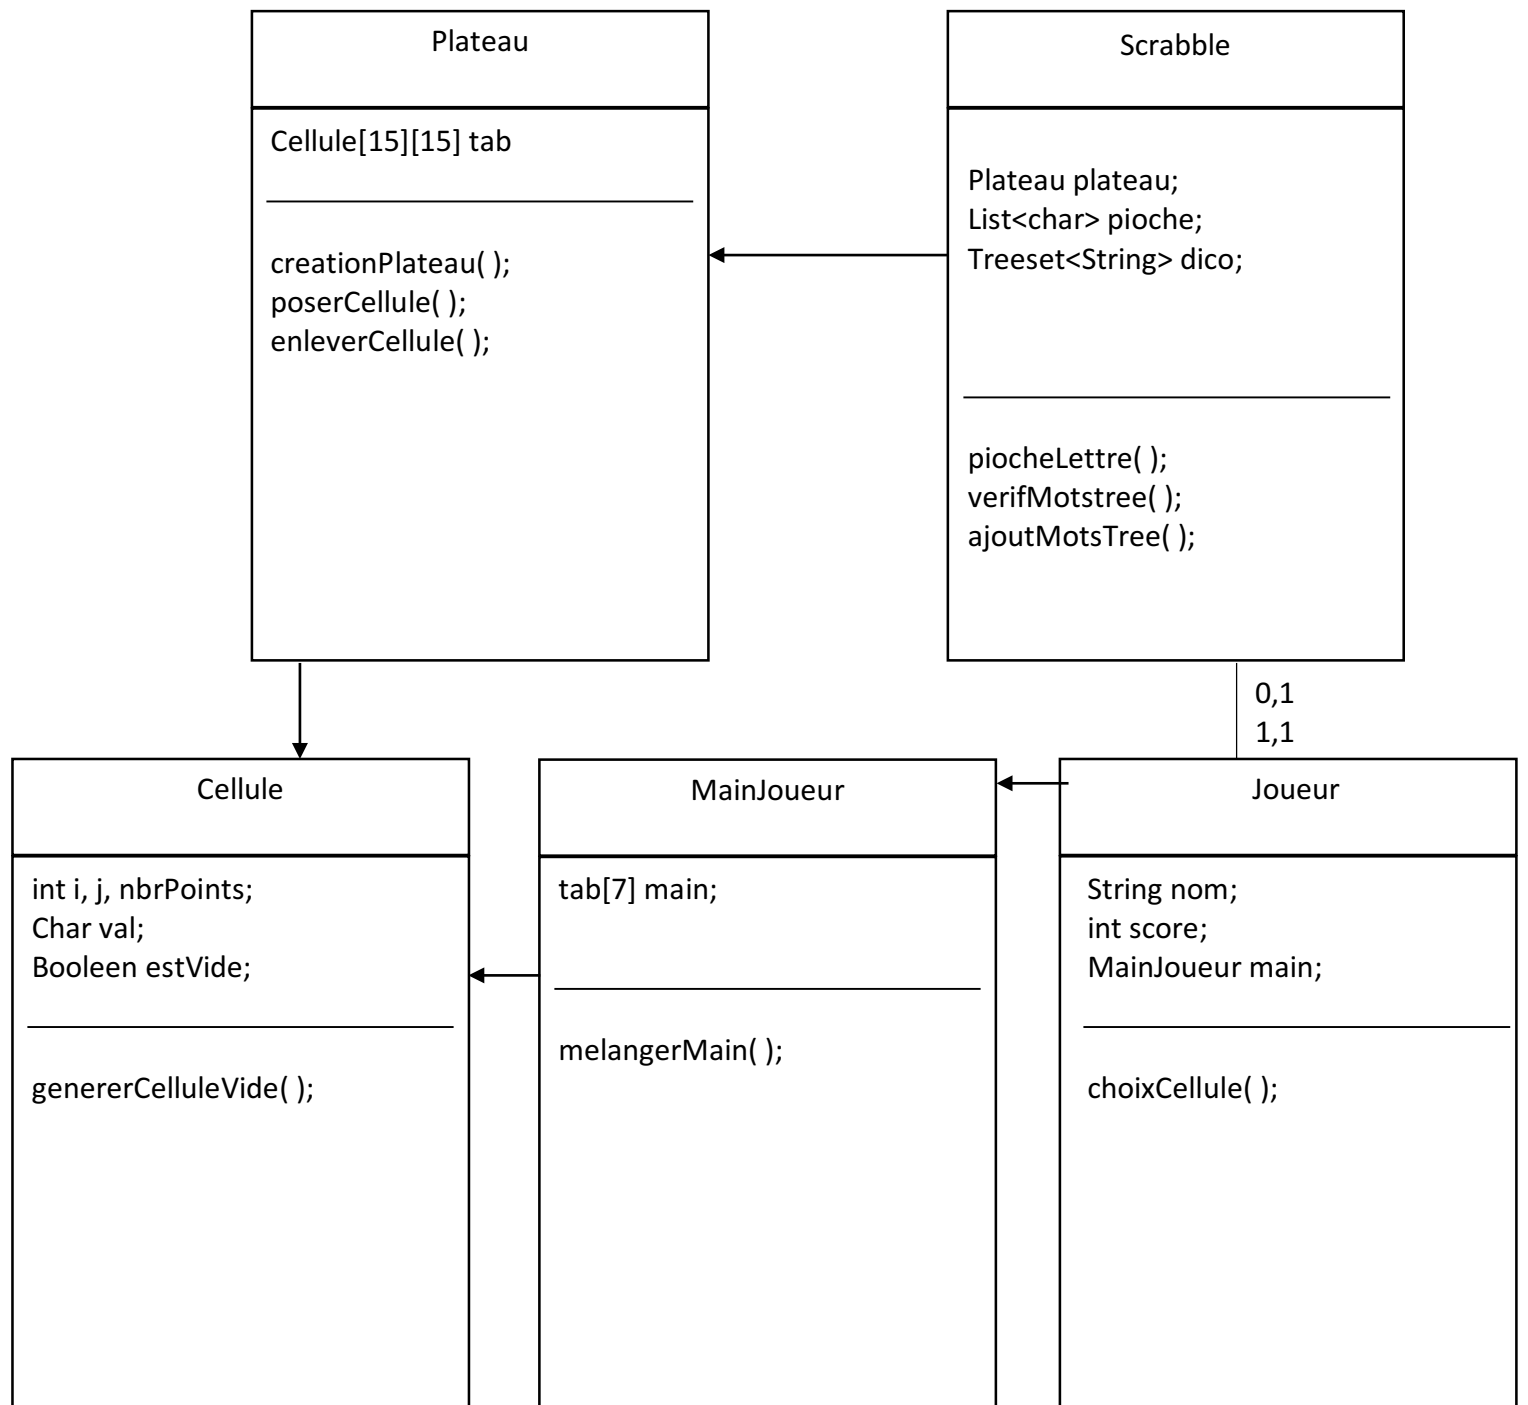 Plateau
Cellule[15][15] tab
creationPlateau( );
poserCellule( );
enleverCellule( );
Scrabble
Plateau plateau;
List<char> pioche;
Treeset<String> dico;
piocheLettre( );
verifMotstree( );
ajoutMotsTree( );
0,1
1,1
Cellule
int i, j, nbrPoints;
Char val;
Booleen estVide;
genererCelluleVide( );
MainJoueur
tab[7] main;
melangerMain( );
Joueur
String nom;
int score;
MainJoueur main;
choixCellule( );